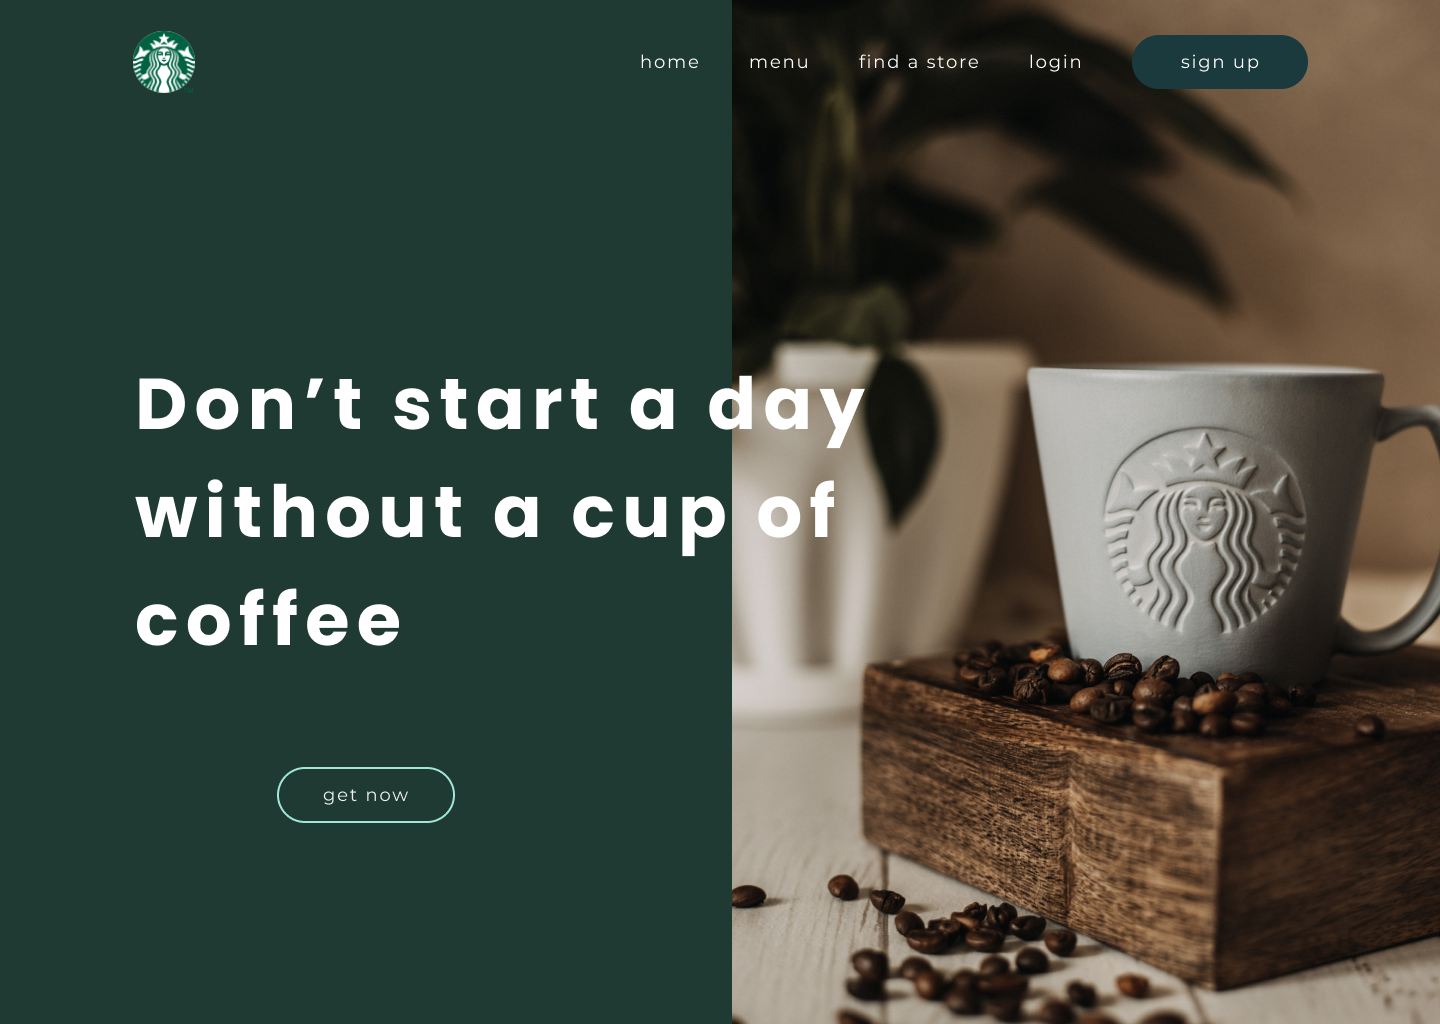 home menu find a store login sign up
Don’t start a day
without a cup of
coffee
get now